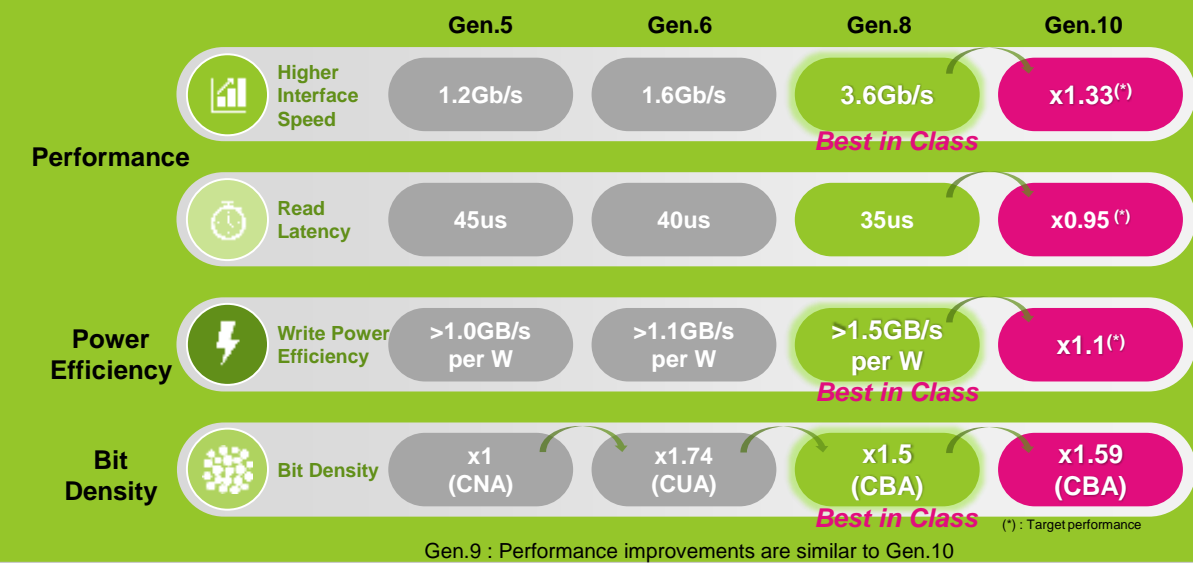 Gen.5 Gen.6 Gen.8 Gen.10
Performance
Higher
Interface
Speed
1.2Gb/s 1.6Gb/s 3.6Gb/s x1.33(*)
Best in Class
Read
Latency
45us 40us 35us x0.95 (*)
Power
Efficiency
Write Power
Efficiency
>1.0GB/s
per W
>1.1GB/s
per W
>1.5GB/s
per W
x1.1(*)
Best in Class
Bit
Density
Bit Density
x1
(CNA)
x1.74
(CUA)
x1.5
(CBA)
x1.59
(CBA)
Best in Class
(*) : Target performance
Gen.9 : Performance improvements are similar to Gen.10